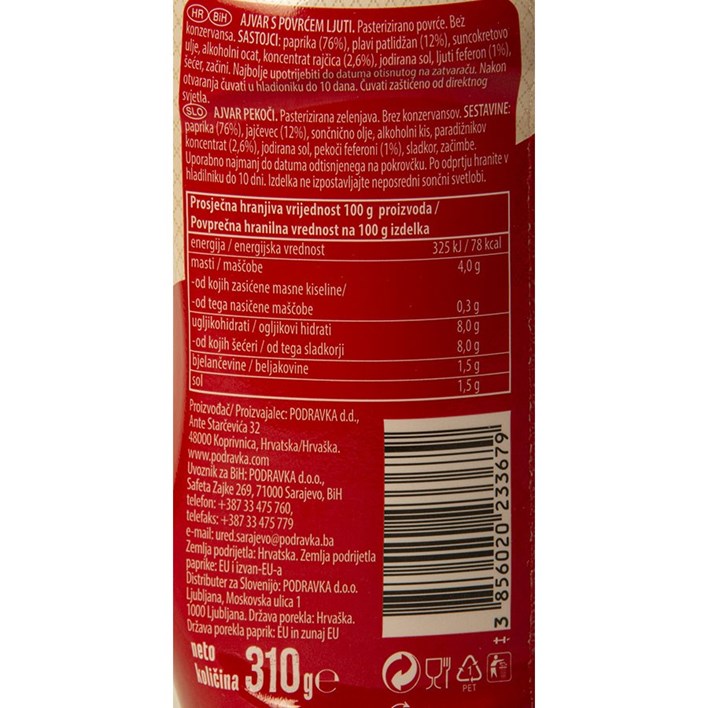 HR BiH AJVAR S POVRĆEM LJUTI. Pasterizirano povrće. Bez
konzervansa. SASTOJCI: paprika (76%), plavi patlidžan (12%), suncokretovo
ulje, alkoholni ocat, koncentrat rajčica (2,6%), jodirana sol, ljuti feferon (1%),
šećer, začini. Najbolje upotrijebiti do datuma otisnutog na zatvaraču. Nakon
otvaranja čuvati u hladioniku do 10 dana. Čuvati zaštićeno od direktnog
svjetla.
SLO AJVAR PEKOČI. Pasterizirana zelenjava. Brez konzervansov. SESTAVINE:
paprika (76%), jajčevec (12%), sončnično olje, alkoholni kis, paradižnikov
koncentrat (2,6%), jodirana sol, pekoči feferoni (1%), sladkor, začimbe.
Uporabno najmanj do datuma odtisnjenega na pokrovčku. Po odprtju hranite v
hladilniku do 10 dni. Izdelka ne izpostavljajte neposredni sončni svetlobi.
Prosječna hranjiva vrijednost 100 g proizvoda /
Povprečna hranilna vrednost na 100 g izdelka
energija / energijska vrednost 325 kJ / 78 kcal
masti / maščobe 4,0 g
-od kojih zasićene masne kiseline/
-od tega nasičene maščobe 0,3 g
ugljikohidrati / ogljikovi hidrati 8,0 g
-od kojih šećeri / od tega sladkorji 8,0 g
bjelančevine / beljakovine 1,5 g
sol 1,5 g
Proizvođač/ Proizvajalec: PODRAVKA d.d.,
Ante Starčevića 32
48000 Koprivnica, Hrvatska/Hrvaška.
www.podravka.com
Uvoznik za BiH: PODRAVKA d.o.o.,
Safeta Zajke 269, 71000 Sarajevo, BiH
telefon: +387 33 475 760,
telefaks: +387 33 475 779
e-mail: ured.sarajevo@podravka.ba
Zemlja podrijetla: Hrvatska. Zemlja podrijetla
paprike: EU i izvan-EU-a
Distributer za Slovenijo: PODRAVKA d.o.o.
Ljubljana, Moskovska ulica 1
1000 Ljubljana. Država porekla: Hrvaška.
Država porekla paprik: EU in zunaj EU
neto
količina 310 g e
3 856020 233679
1
PET